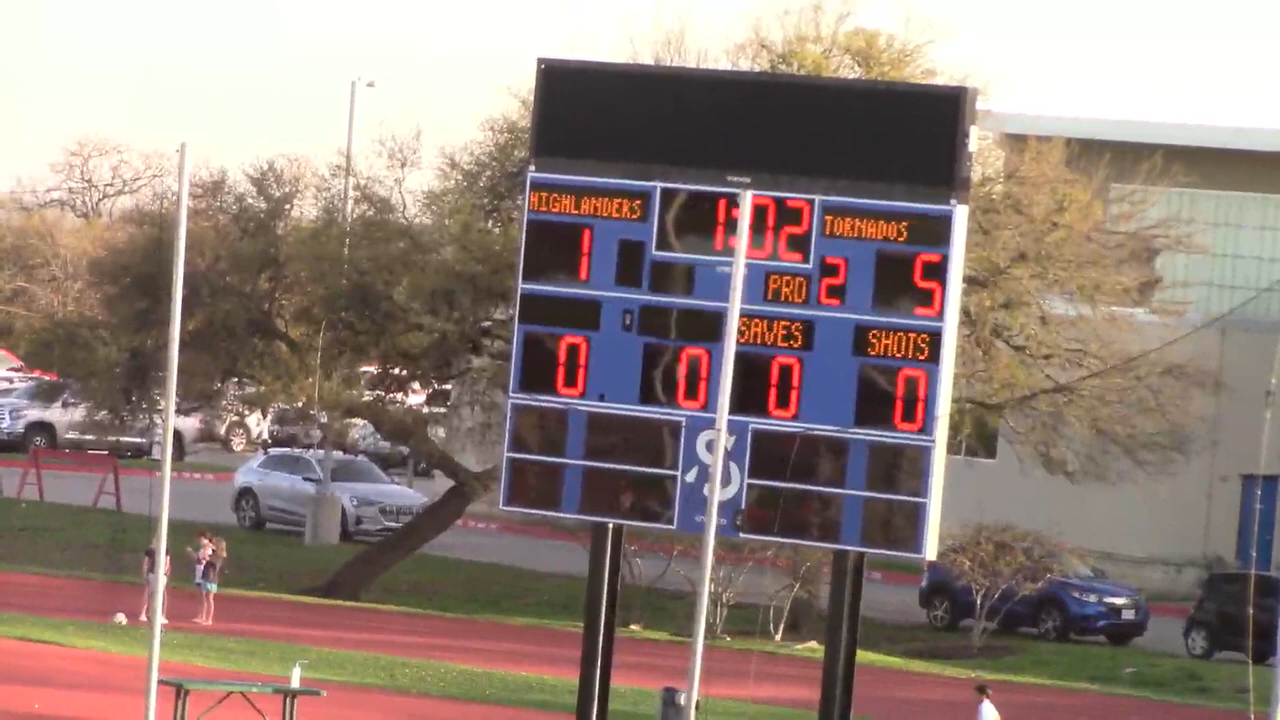 HIGHLANDERS 1:02 TORNADOS
1 PRD 2 5
SAVES SHOTS
0 0 0 0
S